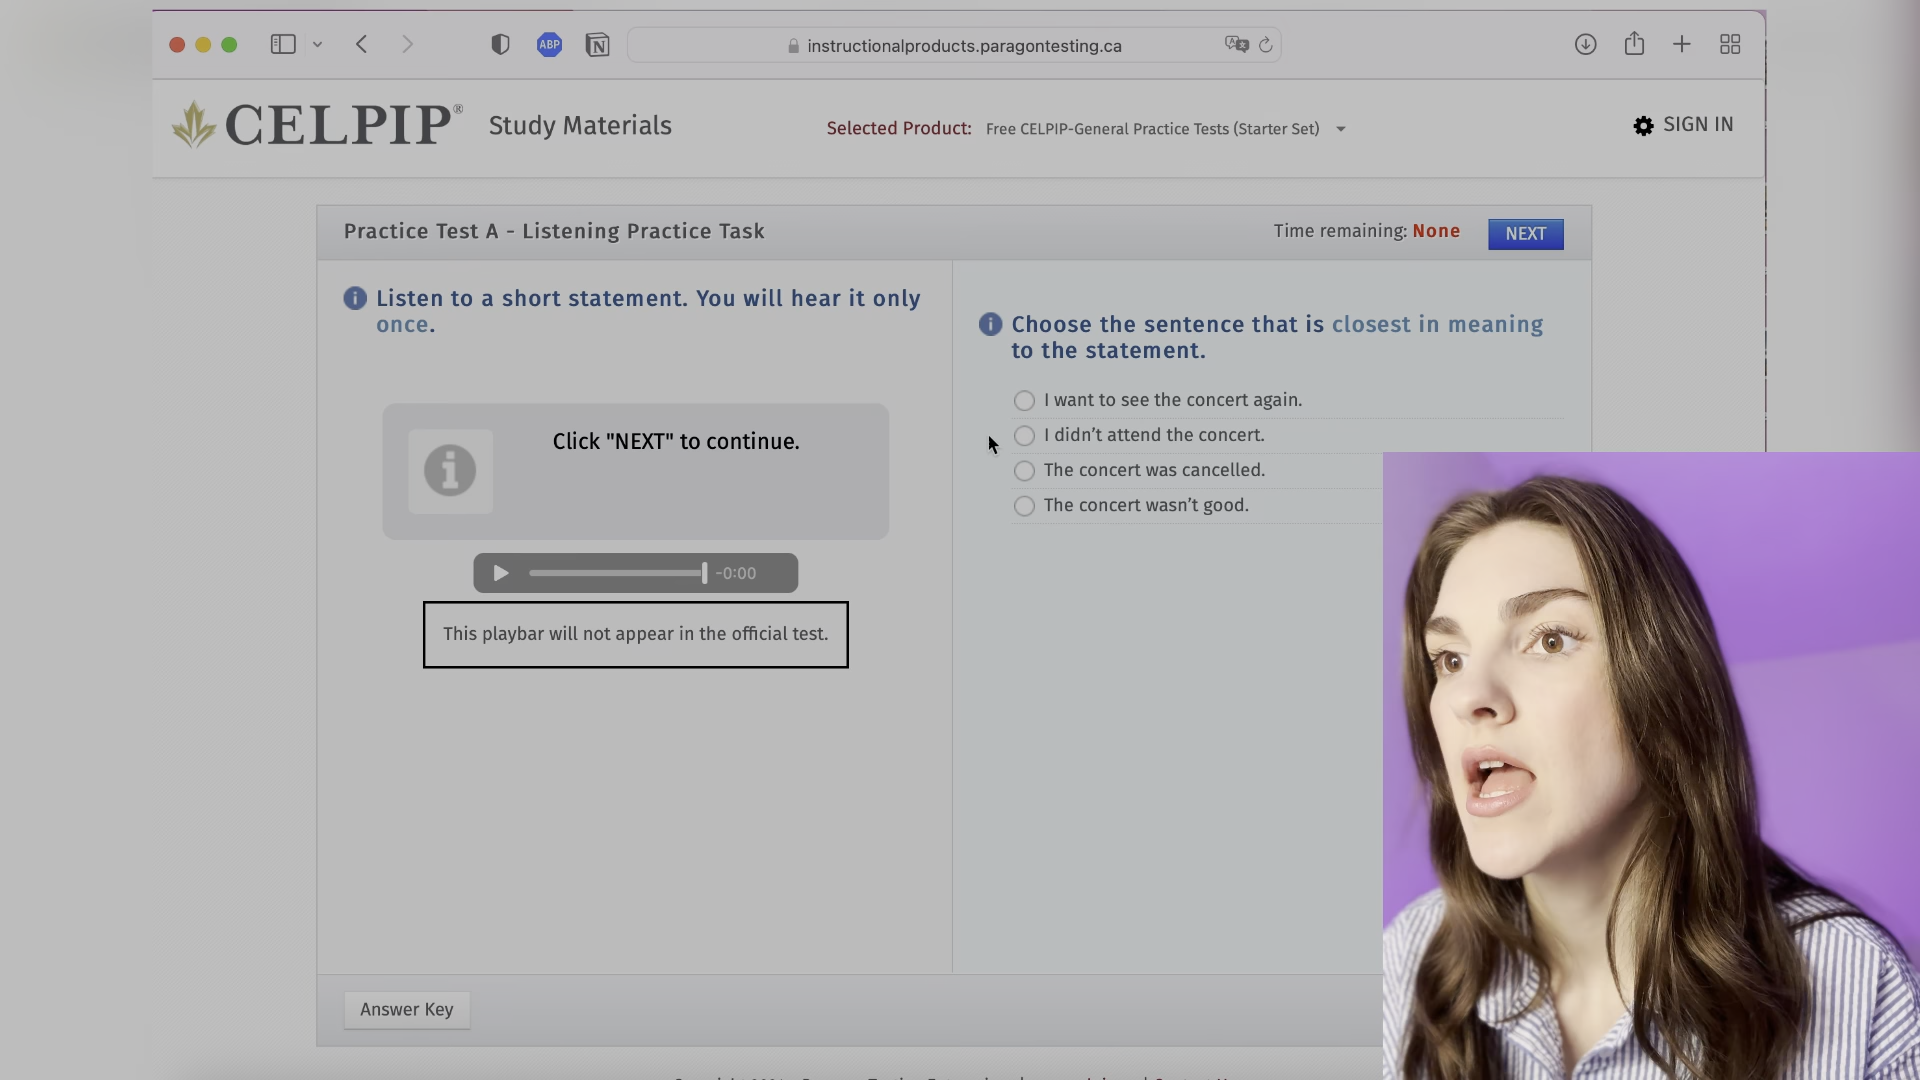 ABP
instructionalproducts.paragontesting.ca
CELPIP®
Study Materials
Selected Product: Free CELPIP-General Practice Tests (Starter Set)
SIGN IN
Practice Test A - Listening Practice Task
Time remaining: None
NEXT
Listen to a short statement. You will hear it only
once.
Click "NEXT" to continue.
-0:00
This playbar will not appear in the official test.
Choose the sentence that is closest in meaning
to the statement.
I want to see the concert again.
I didn’t attend the concert.
The concert was cancelled.
The concert wasn’t good.
Answer Key